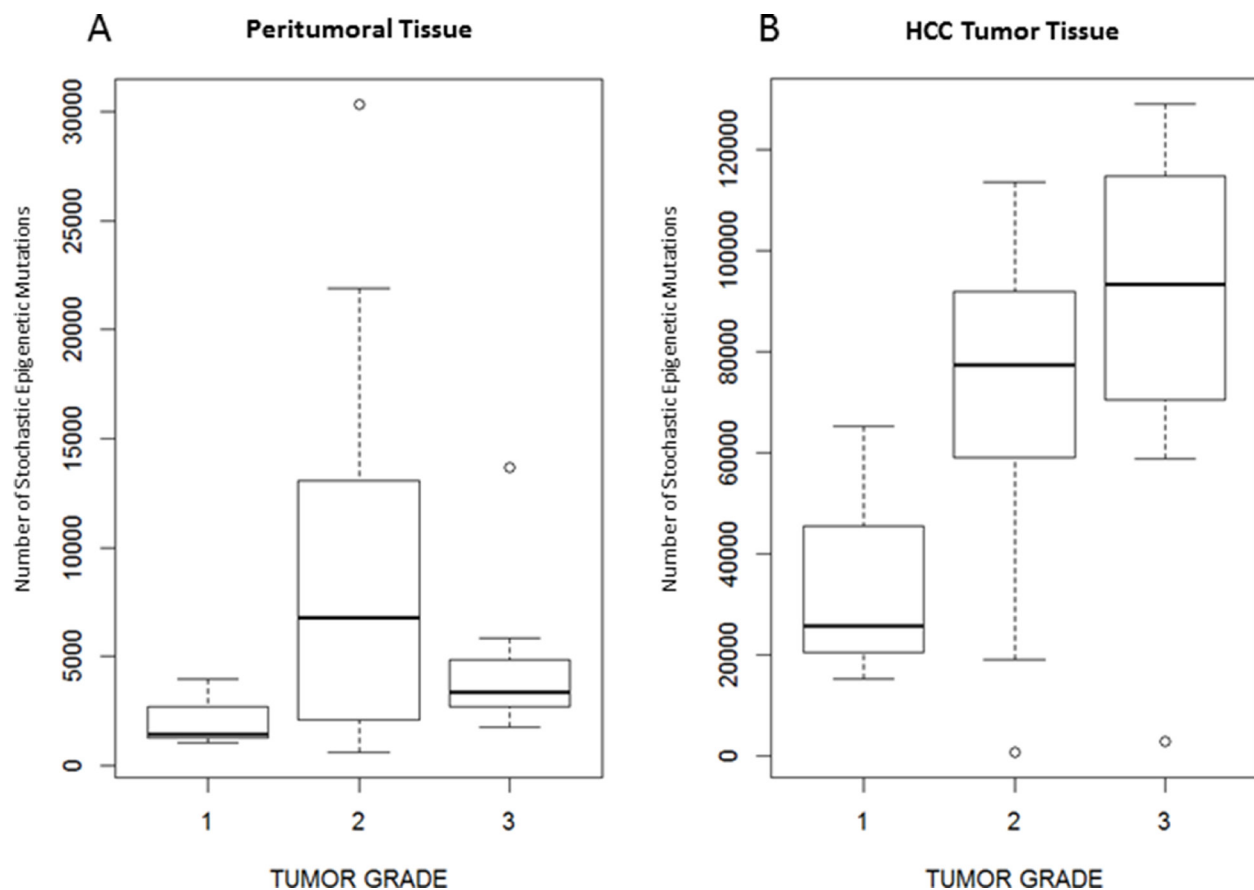 A
Peritumoral Tissue
Number of Stochastic Epigenetic Mutations
30000
25000
20000
15000
10000
5000
0
1 2 3
TUMOR GRADE
B
HCC Tumor Tissue
Number of Stochastic Epigenetic Mutations
120000
100000
80000
60000
40000
20000
0
1 2 3
TUMOR GRADE